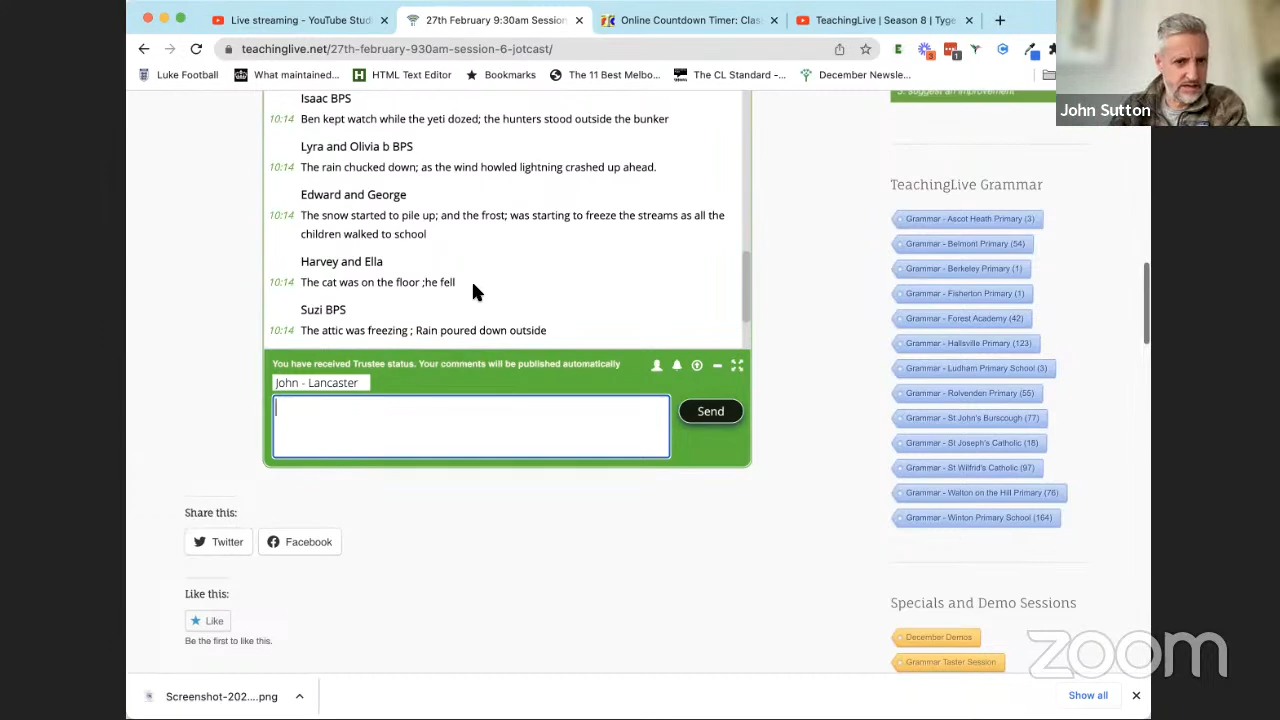 Live streaming - YouTube Stud
27th February 9:30am Session
Online Countdown Timer: Clas
TeachingLive | Season 8 | Tyge
teachinglive.net/27th-february-930am-session-6-jotcast/
Luke Football
What maintained...
HTML Text Editor
Bookmarks
The 11 Best Melbo...
The CL Standard -...
December Newsle...
John Sutton
Isaac BPS
10:14 Ben kept watch while the yeti dozed; the hunters stood outside the bunker
Lyra and Olivia b BPS
10:14 The rain chucked down; as the wind howled lightning crashed up ahead.
Edward and George
10:14 The snow started to pile up; and the frost; was starting to freeze the streams as all the
children walked to school
Harvey and Ella
10:14 The cat was on the floor ;he fell
Suzi BPS
10:14 The attic was freezing ; Rain poured down outside
You have received Trustee status. Your comments will be published automatically
John - Lancaster
Send
Share this:
Twitter
Facebook
Like this:
Like
Be the first to like this.
5. suggest an improvement
TeachingLive Grammar
Grammar - Ascot Heath Primary (3)
Grammar - Belmont Primary (54)
Grammar - Berkeley Primary (1)
Grammar - Fisherton Primary (1)
Grammar - Forest Academy (42)
Grammar - Hallsville Primary (123)
Grammar - Ludham Primary School (3)
Grammar - Rolvenden Primary (55)
Grammar - St John's Burscough (77)
Grammar - St Joseph's Catholic (18)
Grammar - St Wilfrid's Catholic (97)
Grammar - Walton on the Hill Primary (76)
Grammar - Winton Primary School (164)
Specials and Demo Sessions
December Demos
Grammar Taster Session
zoom
Screenshot-202....png
Show all